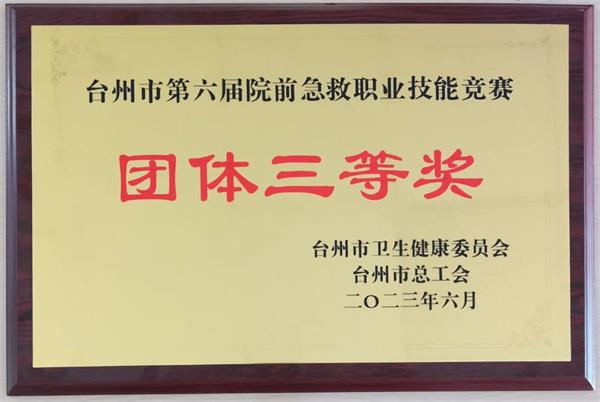 台州市第六届院前急救职业技能竞赛
团体三等奖
台州市卫生健康委员会
台州市总工会
二〇二三年六月